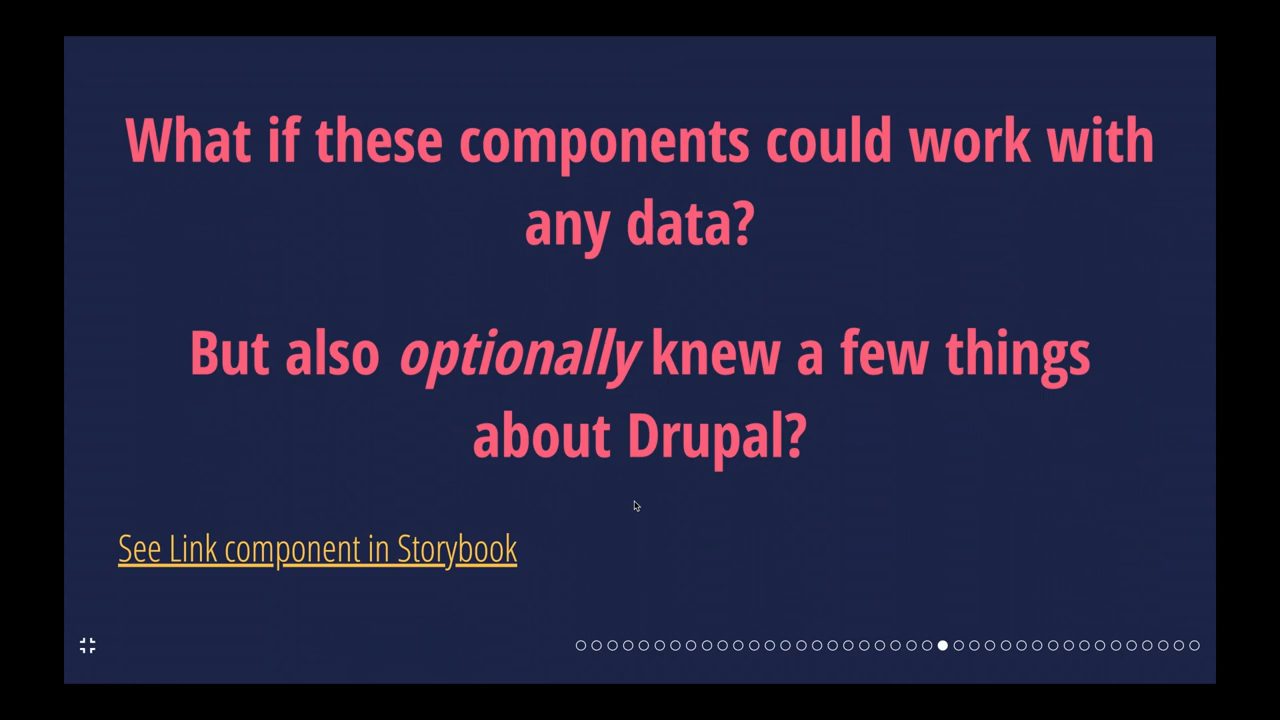 What if these components could work with
any data?
But also optionally knew a few things
about Drupal?
See Link component in Storybook